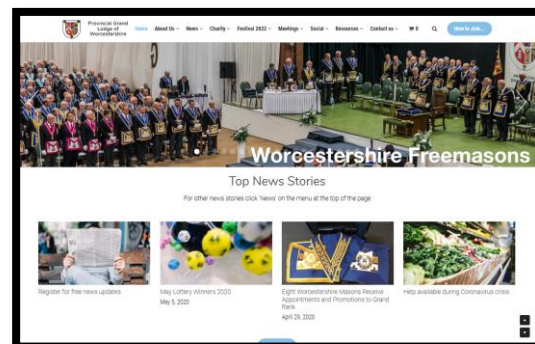 Provincial Grand
Lodge of
Worcestershire
Home About Us News Charity Festival 2022 Meetings Social Resources Contact us 0 How to Join...
Worcestershire Freemasons
Top News Stories
For other news stories click 'News' on the menu at the top of the page
Register for free news updates.
May Lottery Winners 2020
May 5, 2020
Eight Worcestershire Masons Receive
Appointments and Promotions to Grand
Rank
April 29, 2020
Help available during Coronavirus crisis